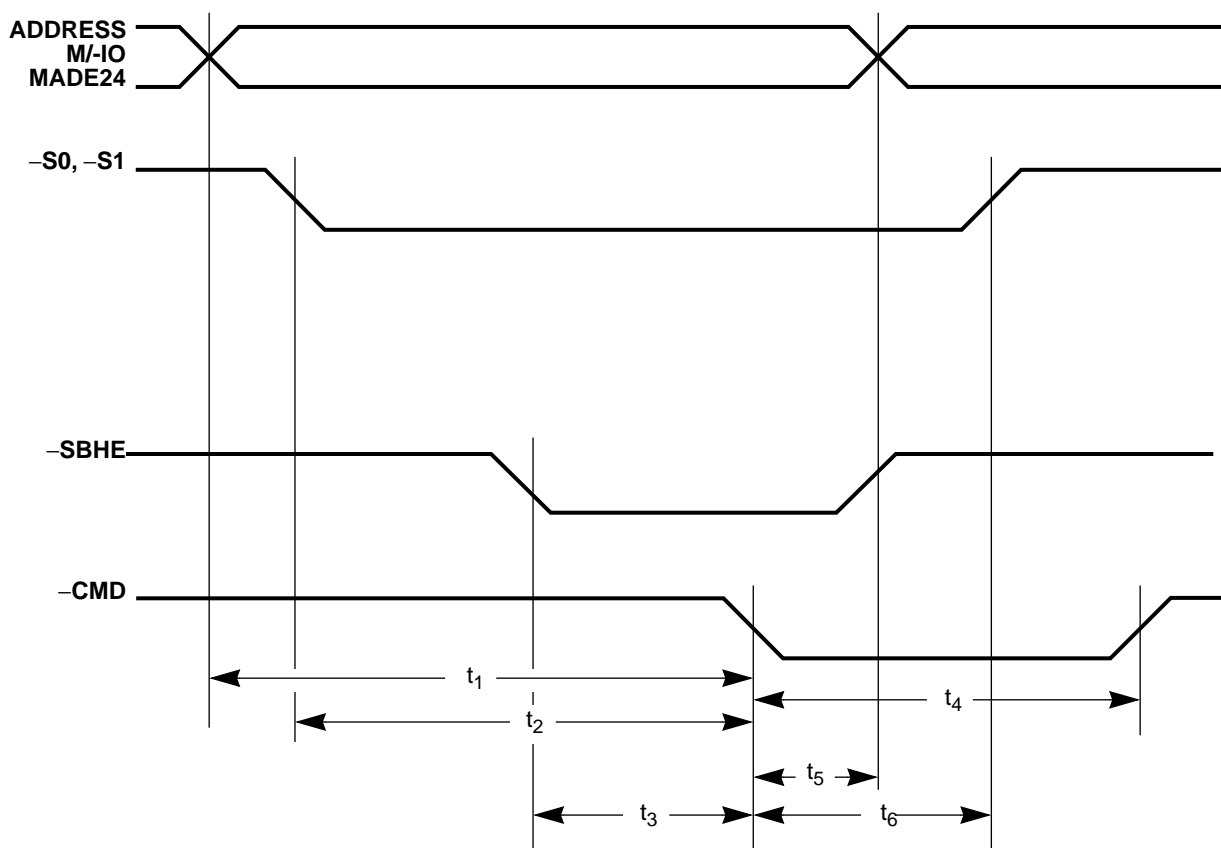 ADDRESS
M/-IO
MADE24
–S0, –S1
–SBHE
–CMD
t1
t4
t2
t5
t3
t6